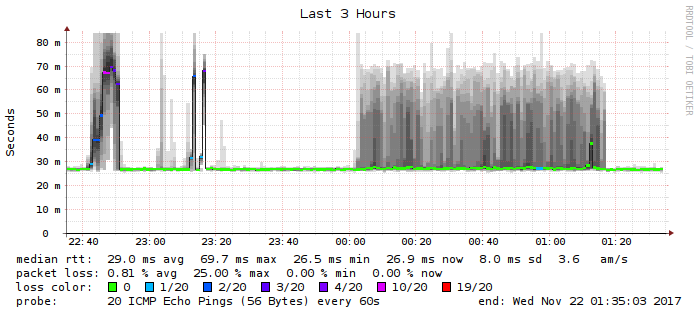 Last 3 Hours
RRDTOOL / TOBI OETIKER
Seconds
80 m
70 m
60 m
50 m
40 m
30 m
20 m
10 m
0
22:40 23:00 23:20 23:40 00:00 00:20 00:40 01:00 01:20
median rtt: 29.0 ms avg 69.7 ms max 26.5 ms min 26.9 ms now 8.0 ms sd 3.6 am/s
packet loss: 0.81 % avg 25.00 % max 0.00 % min 0.00 % now
loss color: 0 1/20 2/20 3/20 4/20 10/20 19/20
probe: 20 ICMP Echo Pings (56 Bytes) every 60s end: Wed Nov 22 01:35:03 2017